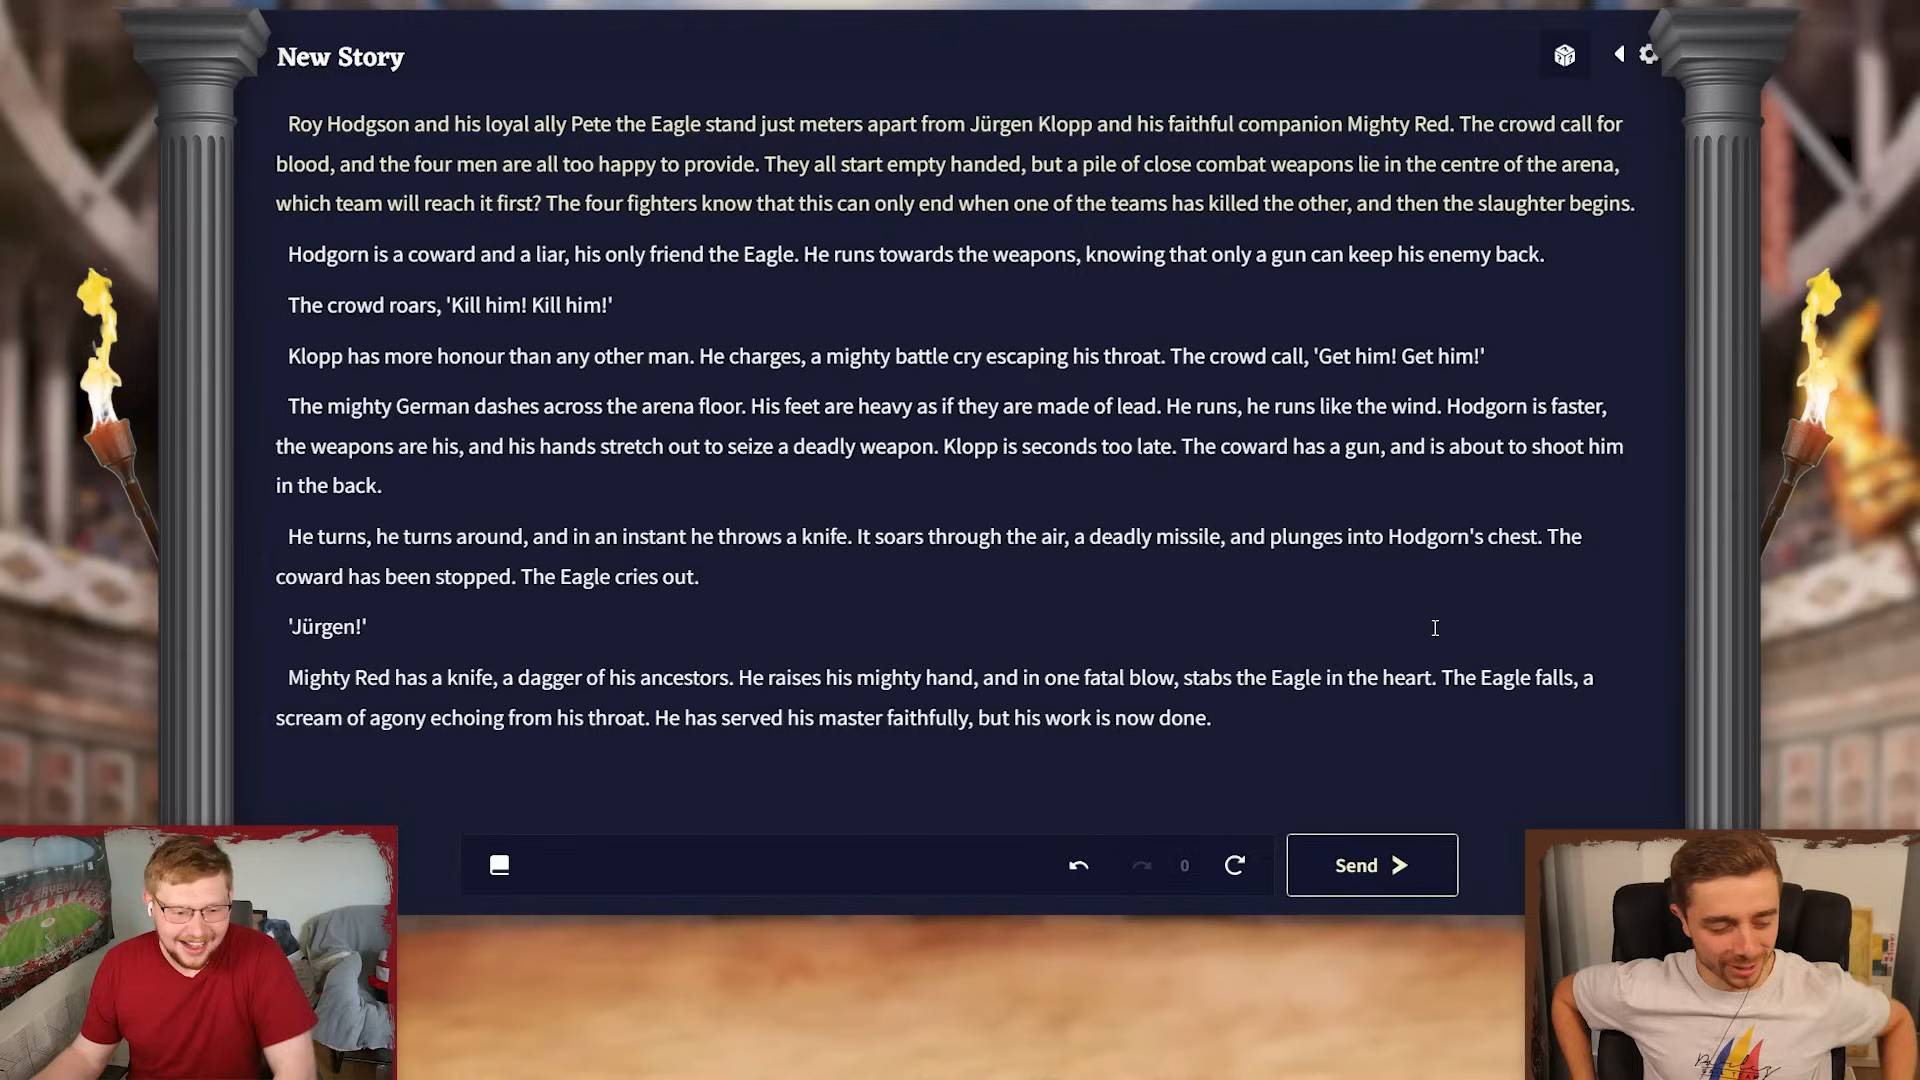 New Story
Roy Hodgson and his loyal ally Pete the Eagle stand just meters apart from Jürgen Klopp and his faithful companion Mighty Red. The crowd call for
blood, and the four men are all too happy to provide. They all start empty handed, but a pile of close combat weapons lie in the centre of the arena,
which team will reach it first? The four fighters know that this can only end when one of the teams has killed the other, and then the slaughter begins.
Hodgorn is a coward and a liar, his only friend the Eagle. He runs towards the weapons, knowing that only a gun can keep his enemy back.
The crowd roars, 'Kill him! Kill him!'
Klopp has more honour than any other man. He charges, a mighty battle cry escaping his throat. The crowd call, 'Get him! Get him!'
The mighty German dashes across the arena floor. His feet are heavy as if they are made of lead. He runs, he runs like the wind. Hodgorn is faster,
the weapons are his, and his hands stretch out to seize a deadly weapon. Klopp is seconds too late. The coward has a gun, and is about to shoot him
in the back.
He turns, he turns around, and in an instant he throws a knife. It soars through the air, a deadly missile, and plunges into Hodgorn's chest. The
coward has been stopped. The Eagle cries out.
'Jürgen!'
Mighty Red has a knife, a dagger of his ancestors. He raises his mighty hand, and in one fatal blow, stabs the Eagle in the heart. The Eagle falls, a
scream of agony echoing from his throat. He has served his master faithfully, but his work is now done.
0
Send